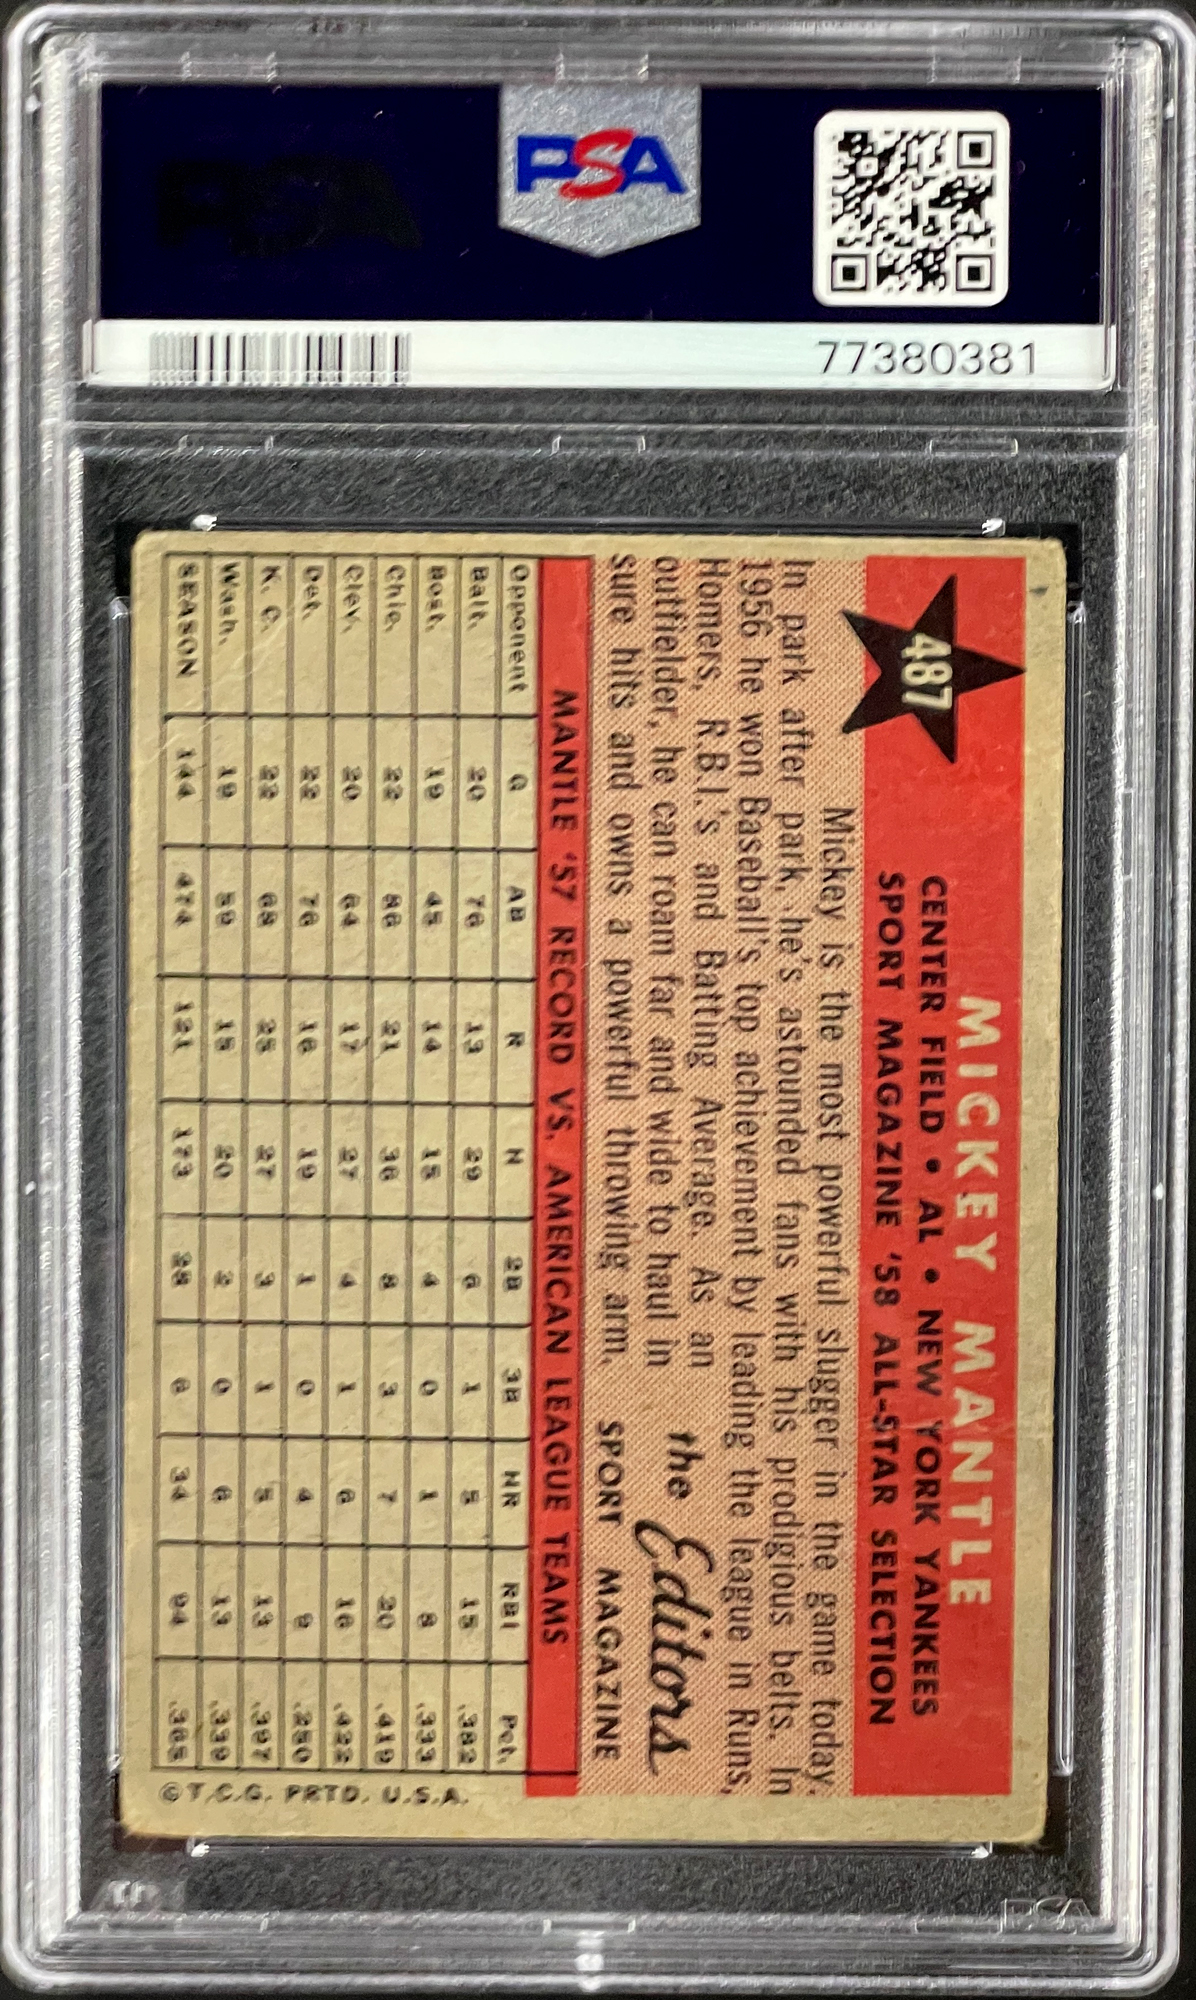 PSA
77380381
487
MICKEY MANTLE
CENTER FIELD • AL • NEW YORK YANKEES
SPORT MAGAZINE '58 ALL-STAR SELECTION
Mickey is the most powerful slugger in the game today.
In park after park, he's astounded fans with his prodigious belts. In
1956 he won Baseball's top achievement by leading the league in Runs,
Homers, R.B.I.'s and Batting Average. As an
outfielder, he can roam far and wide to haul in
sure hits and owns a powerful throwing arm.
the Editors
SPORT MAGAZINE
MANTLE '57 RECORD VS. AMERICAN LEAGUE TEAMS
Opponent G AB R H 2B 3B HR RBI Pct.
Balt. 20 76 13 29 6 1 5 15 .382
Bost. 19 45 14 15 4 0 1 8 .333
Chic. 22 86 21 36 8 3 7 20 .419
Clev. 20 64 17 27 4 1 6 16 .422
Det. 22 76 16 19 1 0 4 9 .250
K. C. 22 68 25 27 3 1 5 13 .397
Wash. 19 59 15 20 2 0 6 13 .339
SEASON 144 474 121 173 28 6 34 94 .365
© T.C.G. PRTD. U.S.A.
PSA